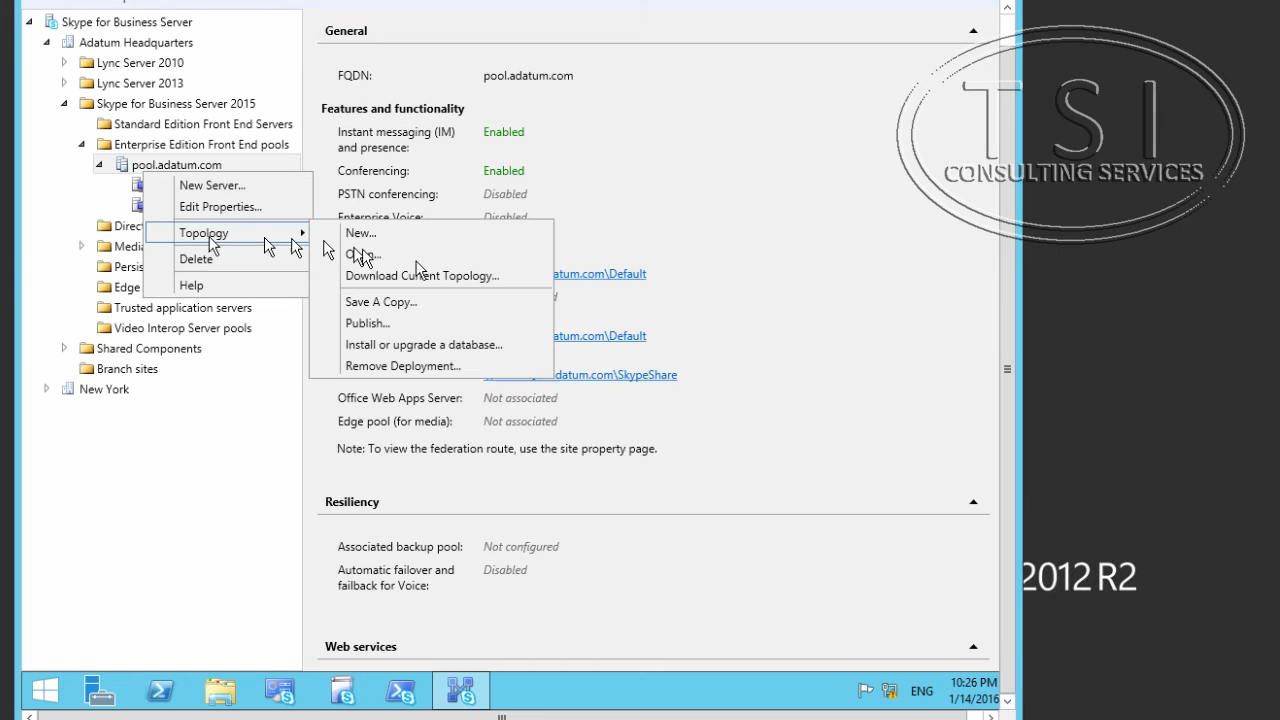 Skype for Business Server
Adatum Headquarters
Lync Server 2010
Lync Server 2013
Skype for Business Server 2015
Standard Edition Front End Servers
Enterprise Edition Front End pools
pool.adatum.com
Direc
Media
Persis
Edge
Trusted application servers
Video Interop Server pools
Shared Components
Branch sites
New York
New Server...
Edit Properties...
Topology
Delete
Help
New...
Download Current Topology...
Save A Copy...
Publish...
Install or upgrade a database...
Remove Deployment...
General
FQDN: pool.adatum.com
Features and functionality
Instant messaging (IM)
and presence: Enabled
Conferencing: Enabled
PSTN conferencing: Disabled
Enterprise Voice: Disabled
atum.com\Default
atum.com\Default
adatum.com\SkypeShare
Office Web Apps Server: Not associated
Edge pool (for media): Not associated
Note: To view the federation route, use the site property page.
Resiliency
Associated backup pool: Not configured
Automatic failover and
failback for Voice: Disabled
Web services
TSI
CONSULTING SERVICES
2012 R2
ENG
10:26 PM
1/14/2016